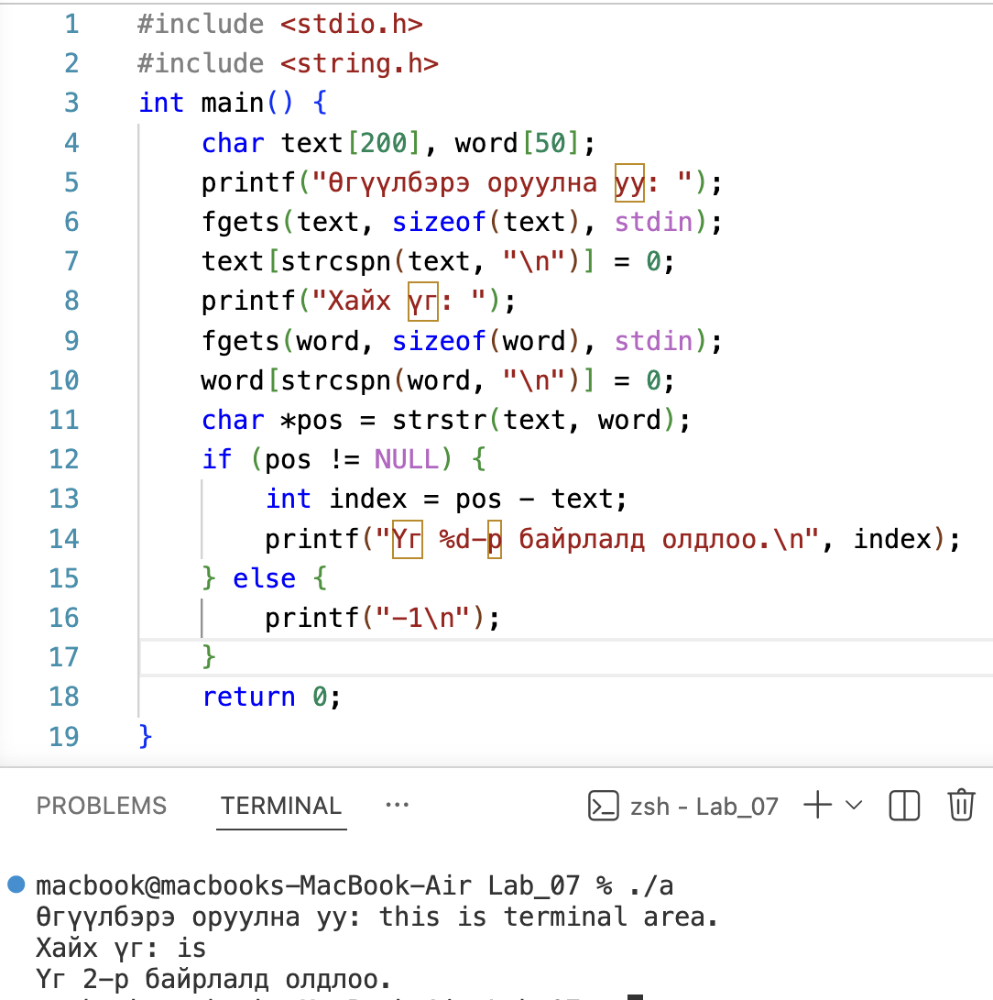 1 #include <stdio.h>
2 #include <string.h>
3 int main() {
4 char text[200], word[50];
5 printf("Өгүүлбэрэ оруулна уу: ");
6 fgets(text, sizeof(text), stdin);
7 text[strcspn(text, "\n")] = 0;
8 printf("Хайх үг: ");
9 fgets(word, sizeof(word), stdin);
10 word[strcspn(word, "\n")] = 0;
11 char *pos = strstr(text, word);
12 if (pos != NULL) {
13 int index = pos - text;
14 printf("Үг %d-р байрлалд олдлоо.\n", index);
15 } else {
16 printf("-1\n");
17 }
18 return 0;
19 }
PROBLEMS TERMINAL ··· zsh - Lab_07
macbook@macbooks-MacBook-Air Lab_07 % ./a
Өгүүлбэрэ оруулна уу: this is terminal area.
Хайх үг: is
Үг 2-р байрлалд олдлоо.